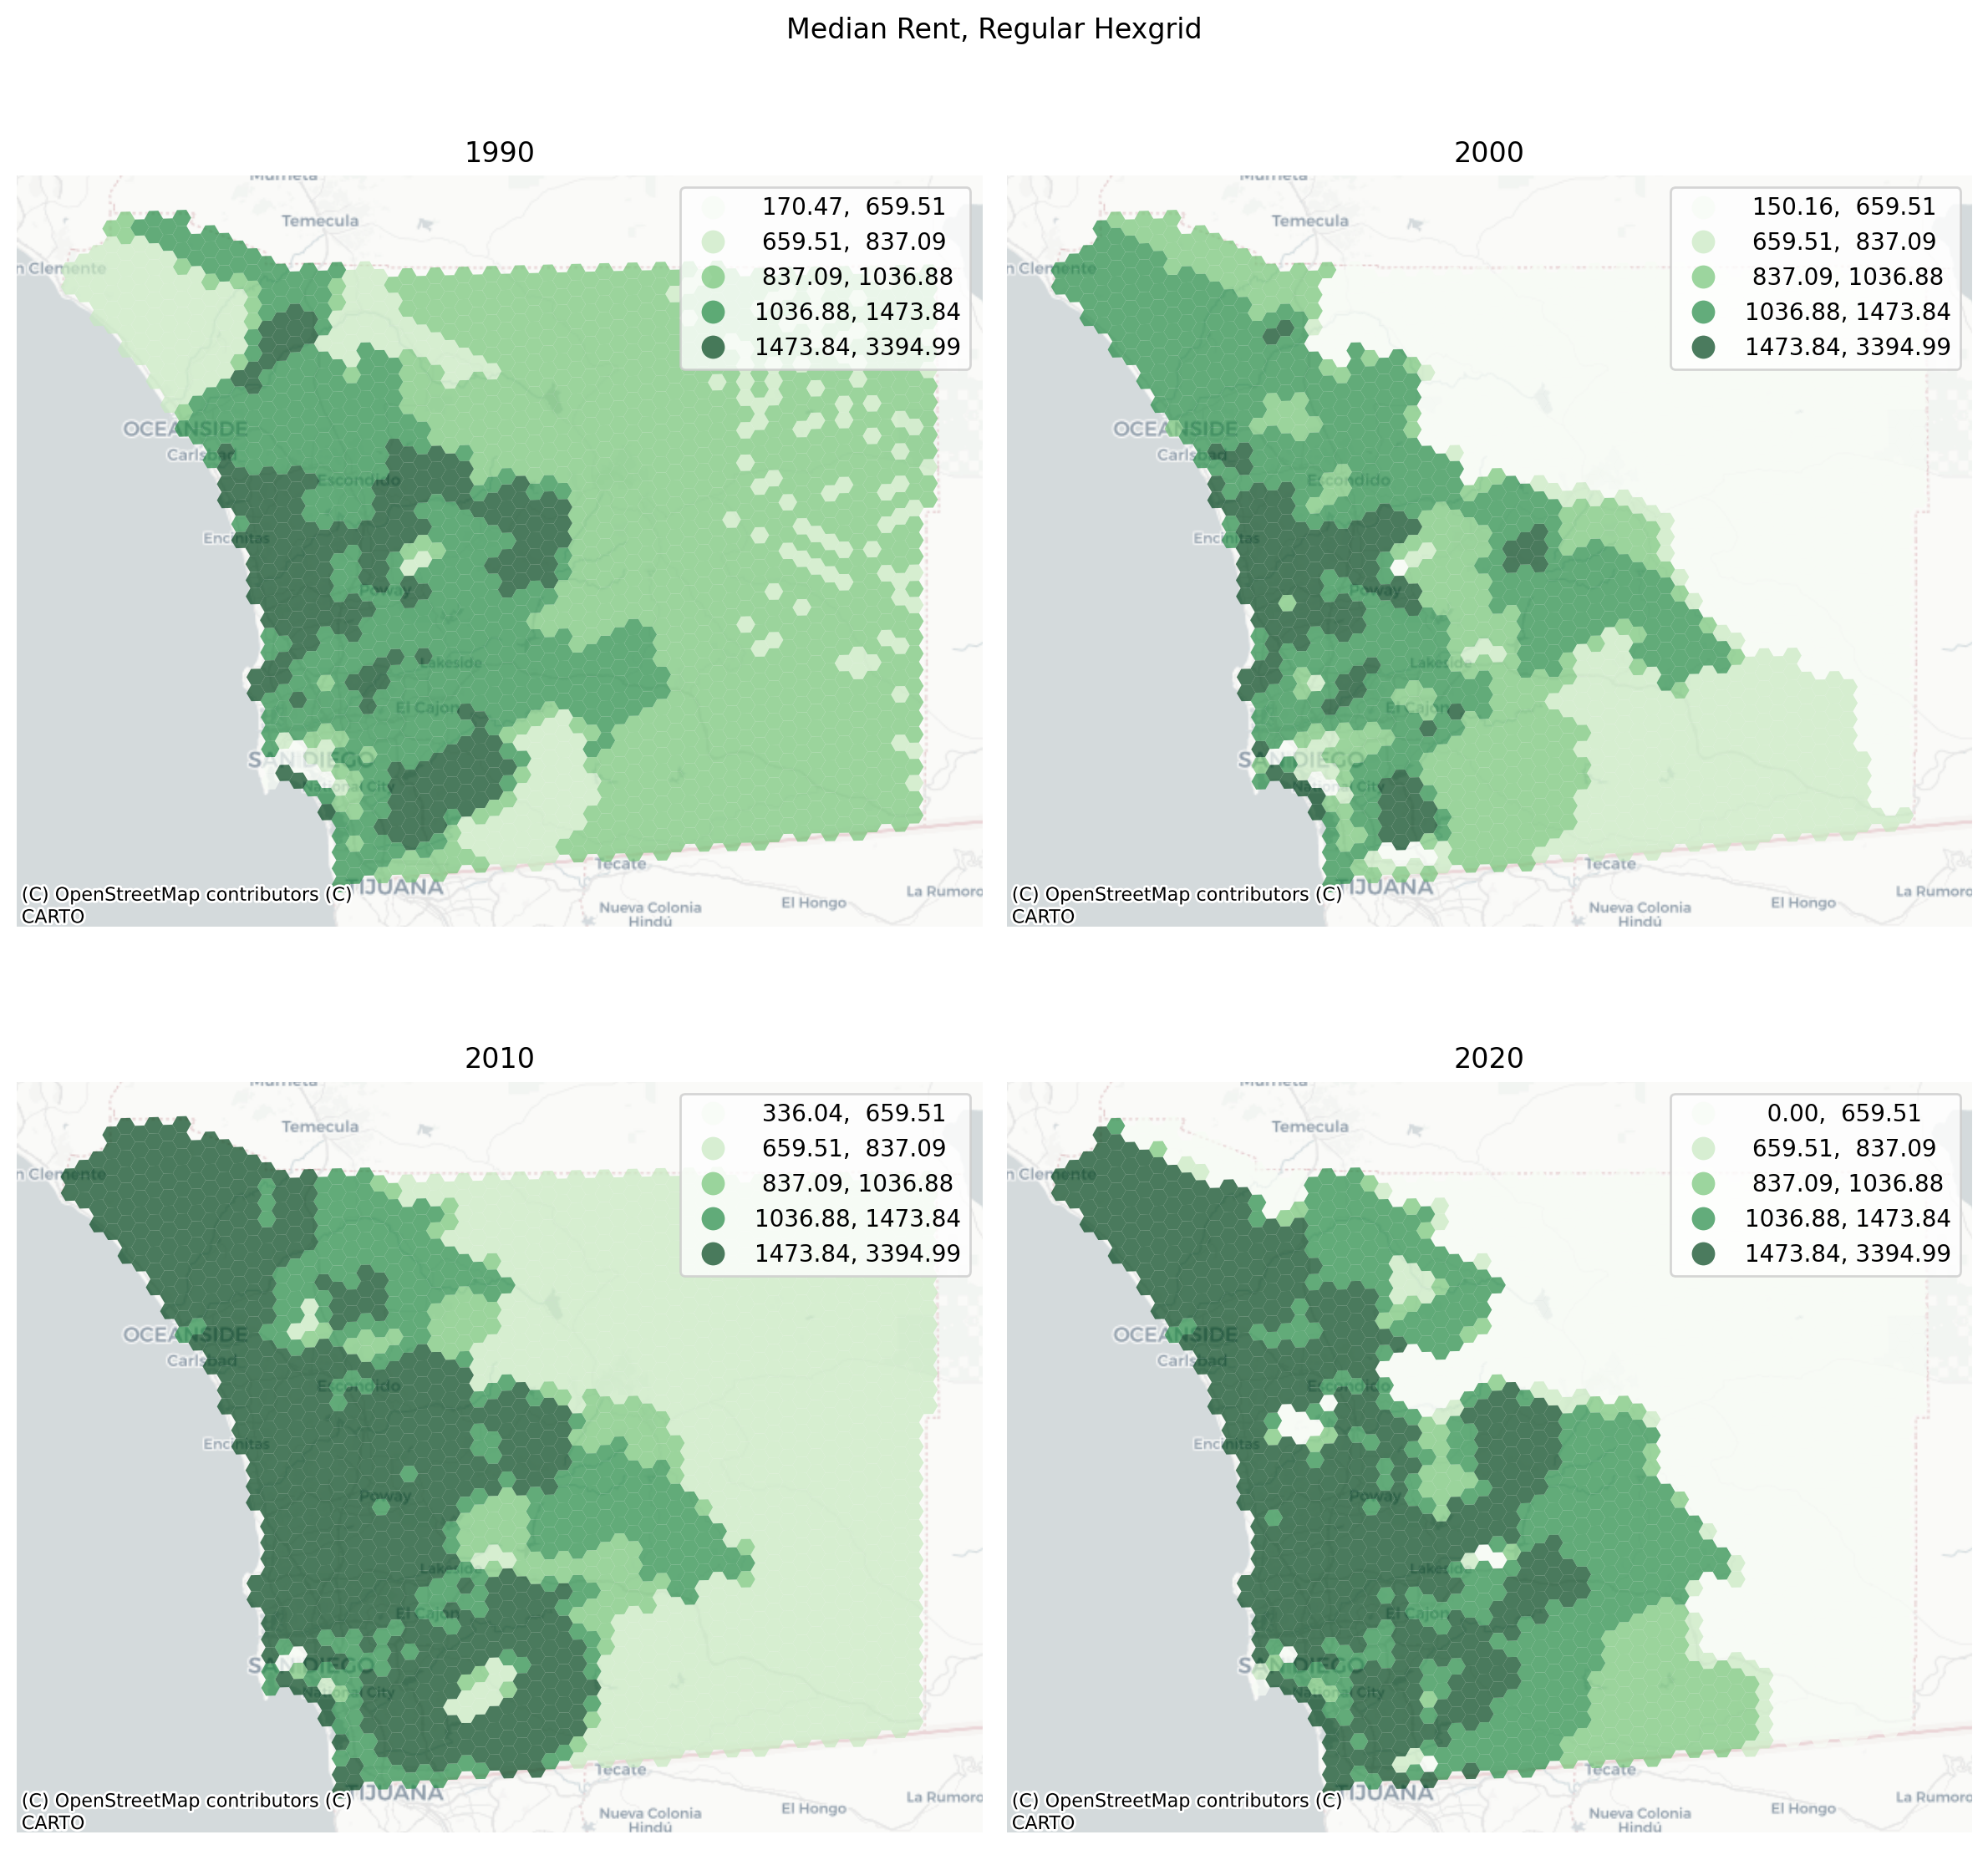 Median Rent, Regular Hexgrid
1990
Murrieta
Temecula
n Clemente
OCEANSIDE
Carlsbad
Escondido
Encinitas
Poway
Lakeside
El Cajon
SAN DIEGO
National City
Tecate
TIJUANA
La Rumoro
El Hongo
Nueva Colonia
Hindú
170.47, 659.51
659.51, 837.09
837.09, 1036.88
1036.88, 1473.84
1473.84, 3394.99
(C) OpenStreetMap contributors (C)
CARTO
2000
Murrieta
Temecula
n Clemente
OCEANSIDE
Carlsbad
Escondido
Encinitas
Poway
Lakeside
El Cajon
SAN DIEGO
National City
Tecate
TIJUANA
La Rumoro
El Hongo
Nueva Colonia
Hindú
150.16, 659.51
659.51, 837.09
837.09, 1036.88
1036.88, 1473.84
1473.84, 3394.99
(C) OpenStreetMap contributors (C)
CARTO
2010
Murrieta
Temecula
n Clemente
OCEANSIDE
Carlsbad
Escondido
Encinitas
Poway
Lakeside
El Cajon
SAN DIEGO
National City
Tecate
TIJUANA
La Rumoro
El Hongo
Nueva Colonia
Hindú
336.04, 659.51
659.51, 837.09
837.09, 1036.88
1036.88, 1473.84
1473.84, 3394.99
(C) OpenStreetMap contributors (C)
CARTO
2020
Murrieta
Temecula
n Clemente
OCEANSIDE
Carlsbad
Escondido
Encinitas
Poway
Lakeside
El Cajon
SAN DIEGO
National City
Tecate
TIJUANA
La Rumoro
El Hongo
Nueva Colonia
Hindú
0.00, 659.51
659.51, 837.09
837.09, 1036.88
1036.88, 1473.84
1473.84, 3394.99
(C) OpenStreetMap contributors (C)
CARTO